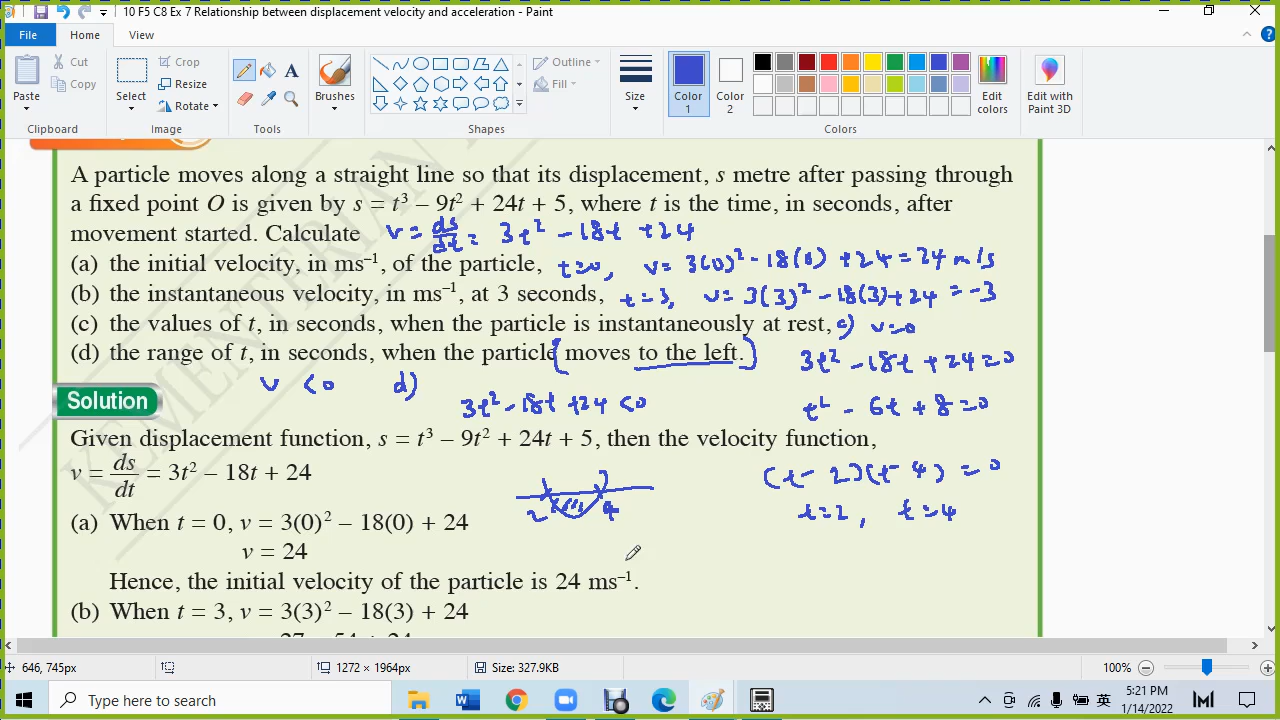 10 F5 C8 Ex 7 Relationship between displacement velocity and acceleration - Paint
File Home View
Paste Cut Copy Select Crop Resize Rotate Brushes Outline Fill Size Color 1 Color 2 Edit colors Edit with Paint 3D
Clipboard Image Tools Shapes Colors
KEMENTERIAN
A particle moves along a straight line so that its displacement, s metre after passing through
a fixed point O is given by s = t³ – 9t² + 24t + 5, where t is the time, in seconds, after
movement started. Calculate v = ds/dt = 3t² - 18t + 24
(a) the initial velocity, in ms⁻¹, of the particle, t=0, v= 3(0)² - 18(0) + 24 = 24 m/s
(b) the instantaneous velocity, in ms⁻¹, at 3 seconds, t=3, v= 3(3)² - 18(3) + 24 = -3
(c) the values of t, in seconds, when the particle is instantaneously at rest, c) v=0
(d) the range of t, in seconds, when the particle (moves to the left.) 3t² - 18t + 24 = 0
v < 0 d)
3t² - 18t + 24 < 0 t² - 6t + 8 = 0
Solution
Given displacement function, s = t³ – 9t² + 24t + 5, then the velocity function,
v = ds/dt = 3t² – 18t + 24 (t - 2)(t - 4) = 0
2 4 t=2, t=4
(a) When t = 0, v = 3(0)² – 18(0) + 24
v = 24
Hence, the initial velocity of the particle is 24 ms⁻¹.
(b) When t = 3, v = 3(3)² – 18(3) + 24
646, 745px 1272 × 1964px Size: 327.9KB 100%
Type here to search 英 5:21 PM
1/14/2022